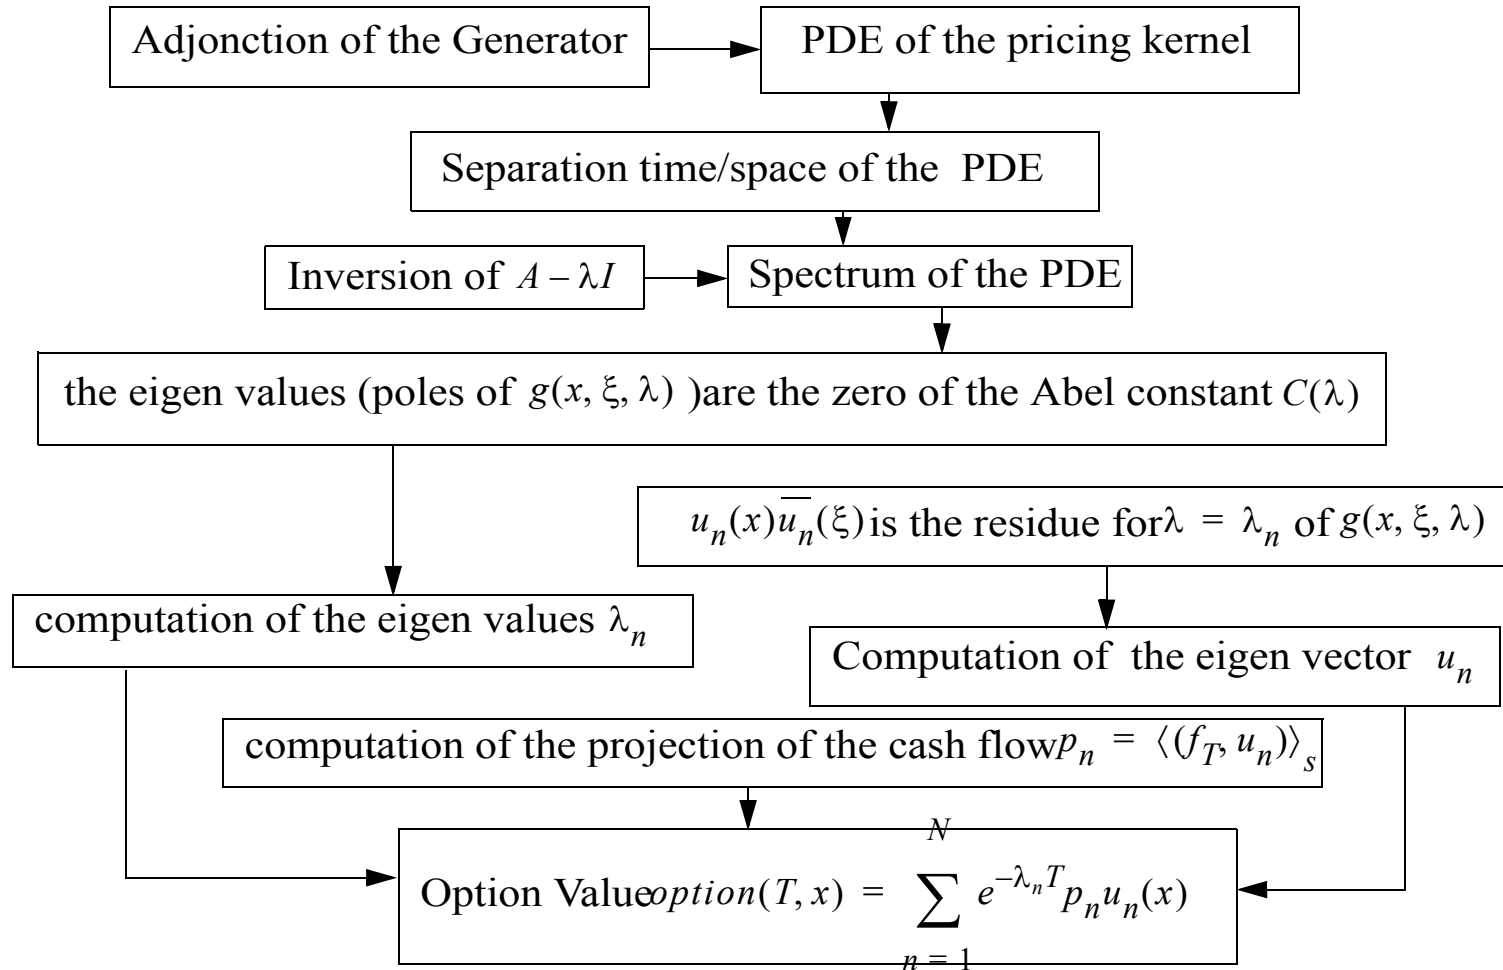 Adjonction of the Generator
PDE of the pricing kernel
Separation time/space of the PDE
Inversion of A – λI
Spectrum of the PDE
the eigen values (poles of g(x, ξ, λ) )are the zero of the Abel constant C(λ)
u_n(x)\overline{u_n}(ξ) is the residue for λ = λ_n of g(x, ξ, λ)
computation of the eigen values λ_n
Computation of the eigen vector u_n
computation of the projection of the cash flow p_n = ⟨(f_T, u_n)⟩_s
Option Value option(T, x) = \sum_{n = 1}^{N} e^{–λ_n T} p_n u_n(x)